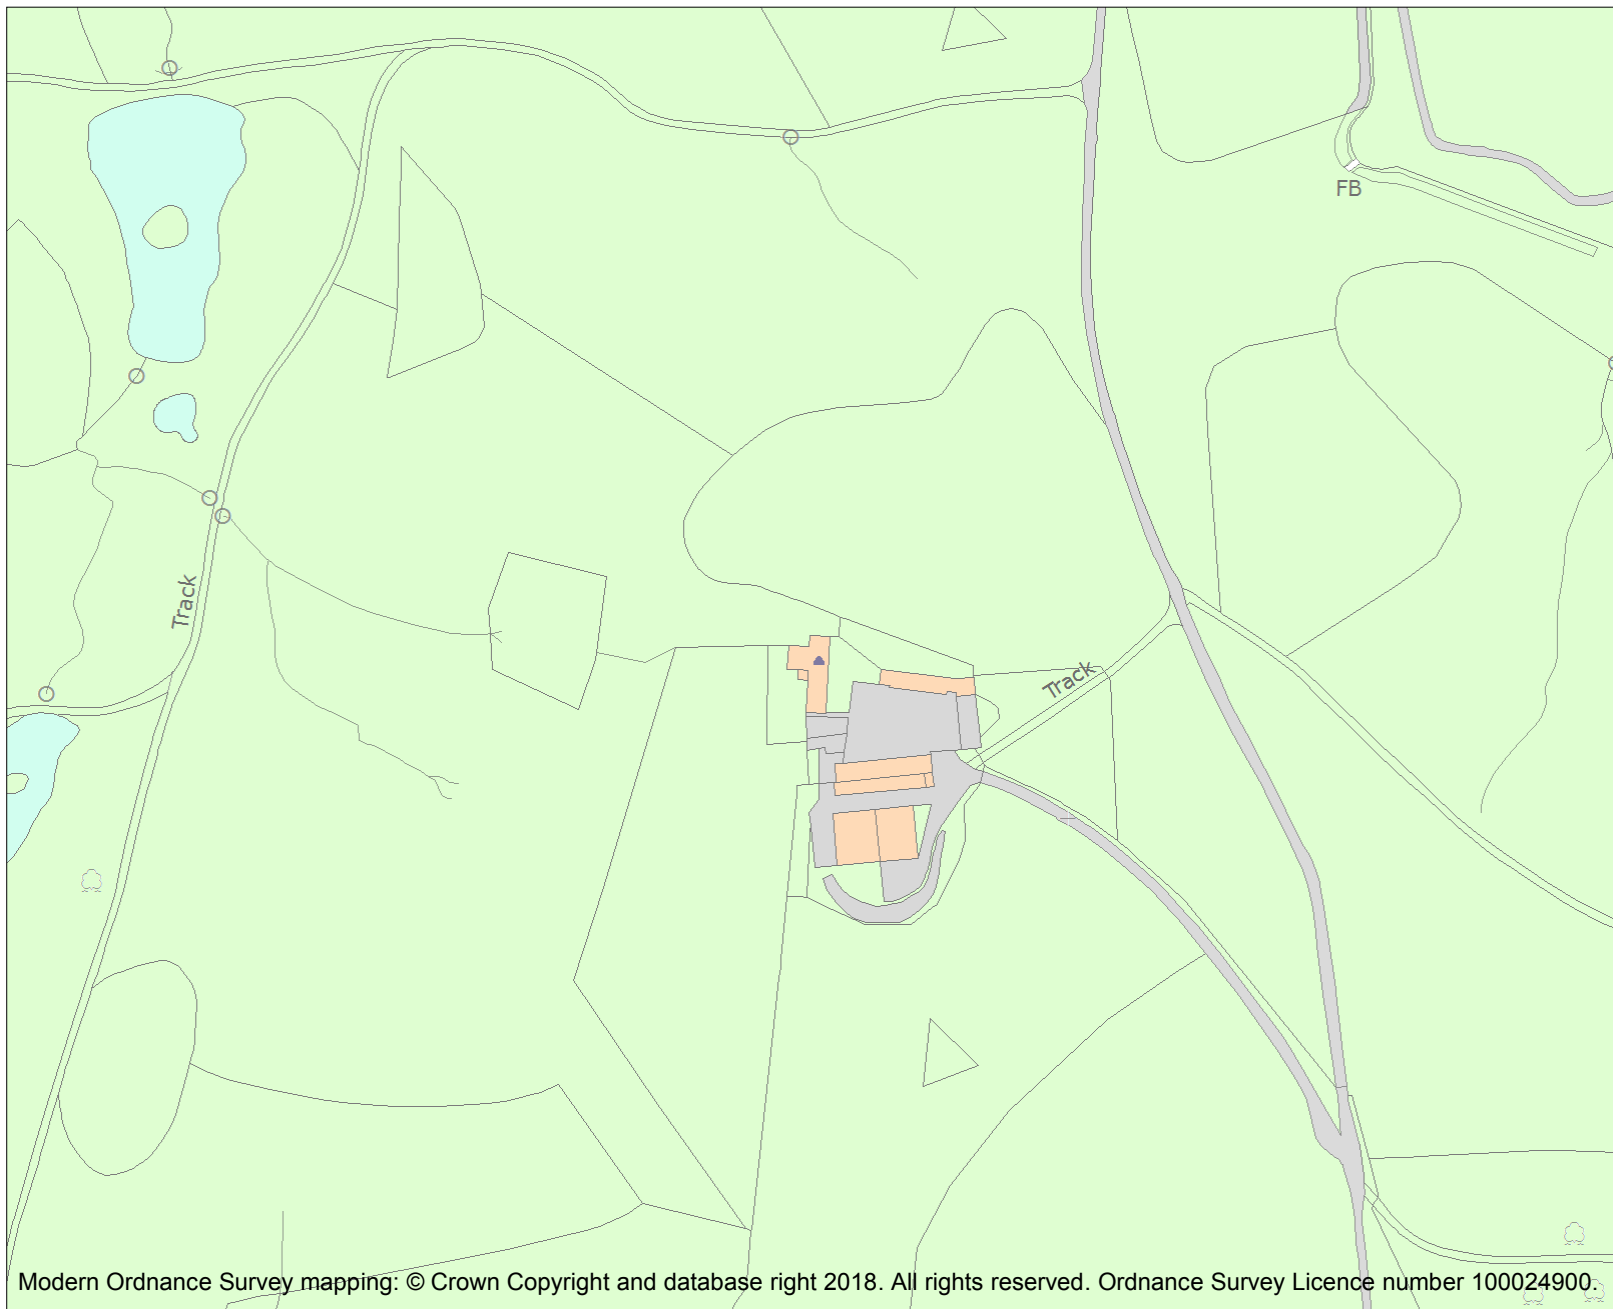 FB
Track
Track
Modern Ordnance Survey mapping: © Crown Copyright and database right 2018. All rights reserved. Ordnance Survey Licence number 100024900.